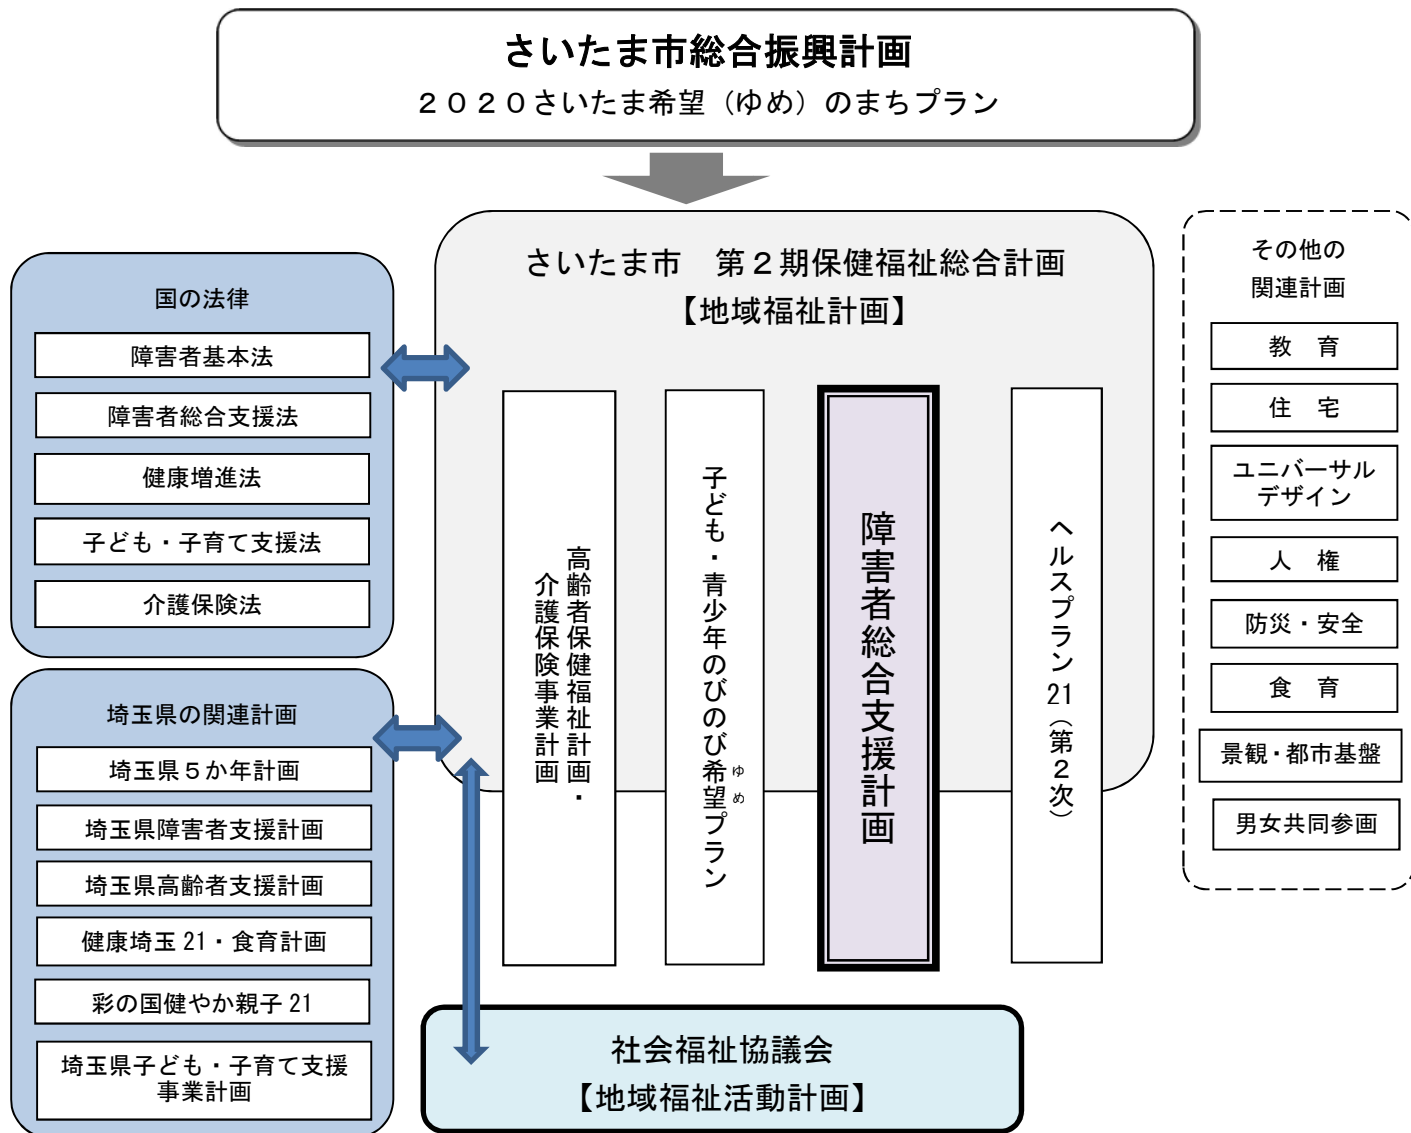 さいたま市総合振興計画
２０２０さいたま希望（ゆめ）のまちプラン
国の法律
障害者基本法
障害者総合支援法
健康増進法
子ども・子育て支援法
介護保険法
埼玉県の関連計画
埼玉県５か年計画
埼玉県障害者支援計画
埼玉県高齢者支援計画
健康埼玉 21・食育計画
彩の国健やか親子 21
埼玉県子ども・子育て支援
事業計画
さいたま市　第２期保健福祉総合計画
【地域福祉計画】
高齢者保健福祉計画・
介護保険事業計画
子ども・青少年のびのび希望プラン
ゆめ
障害者総合支援計画
ヘルスプラン 21（第２次）
社会福祉協議会
【地域福祉活動計画】
その他の
関連計画
教　育
住　宅
ユニバーサル
デザイン
人　権
防災・安全
食　育
景観・都市基盤
男女共同参画